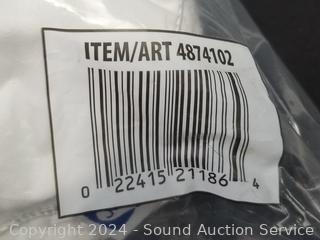 ITEM/ART 4874102
0 22415 21186 4
Copyright 2024 - Sound Auction Service